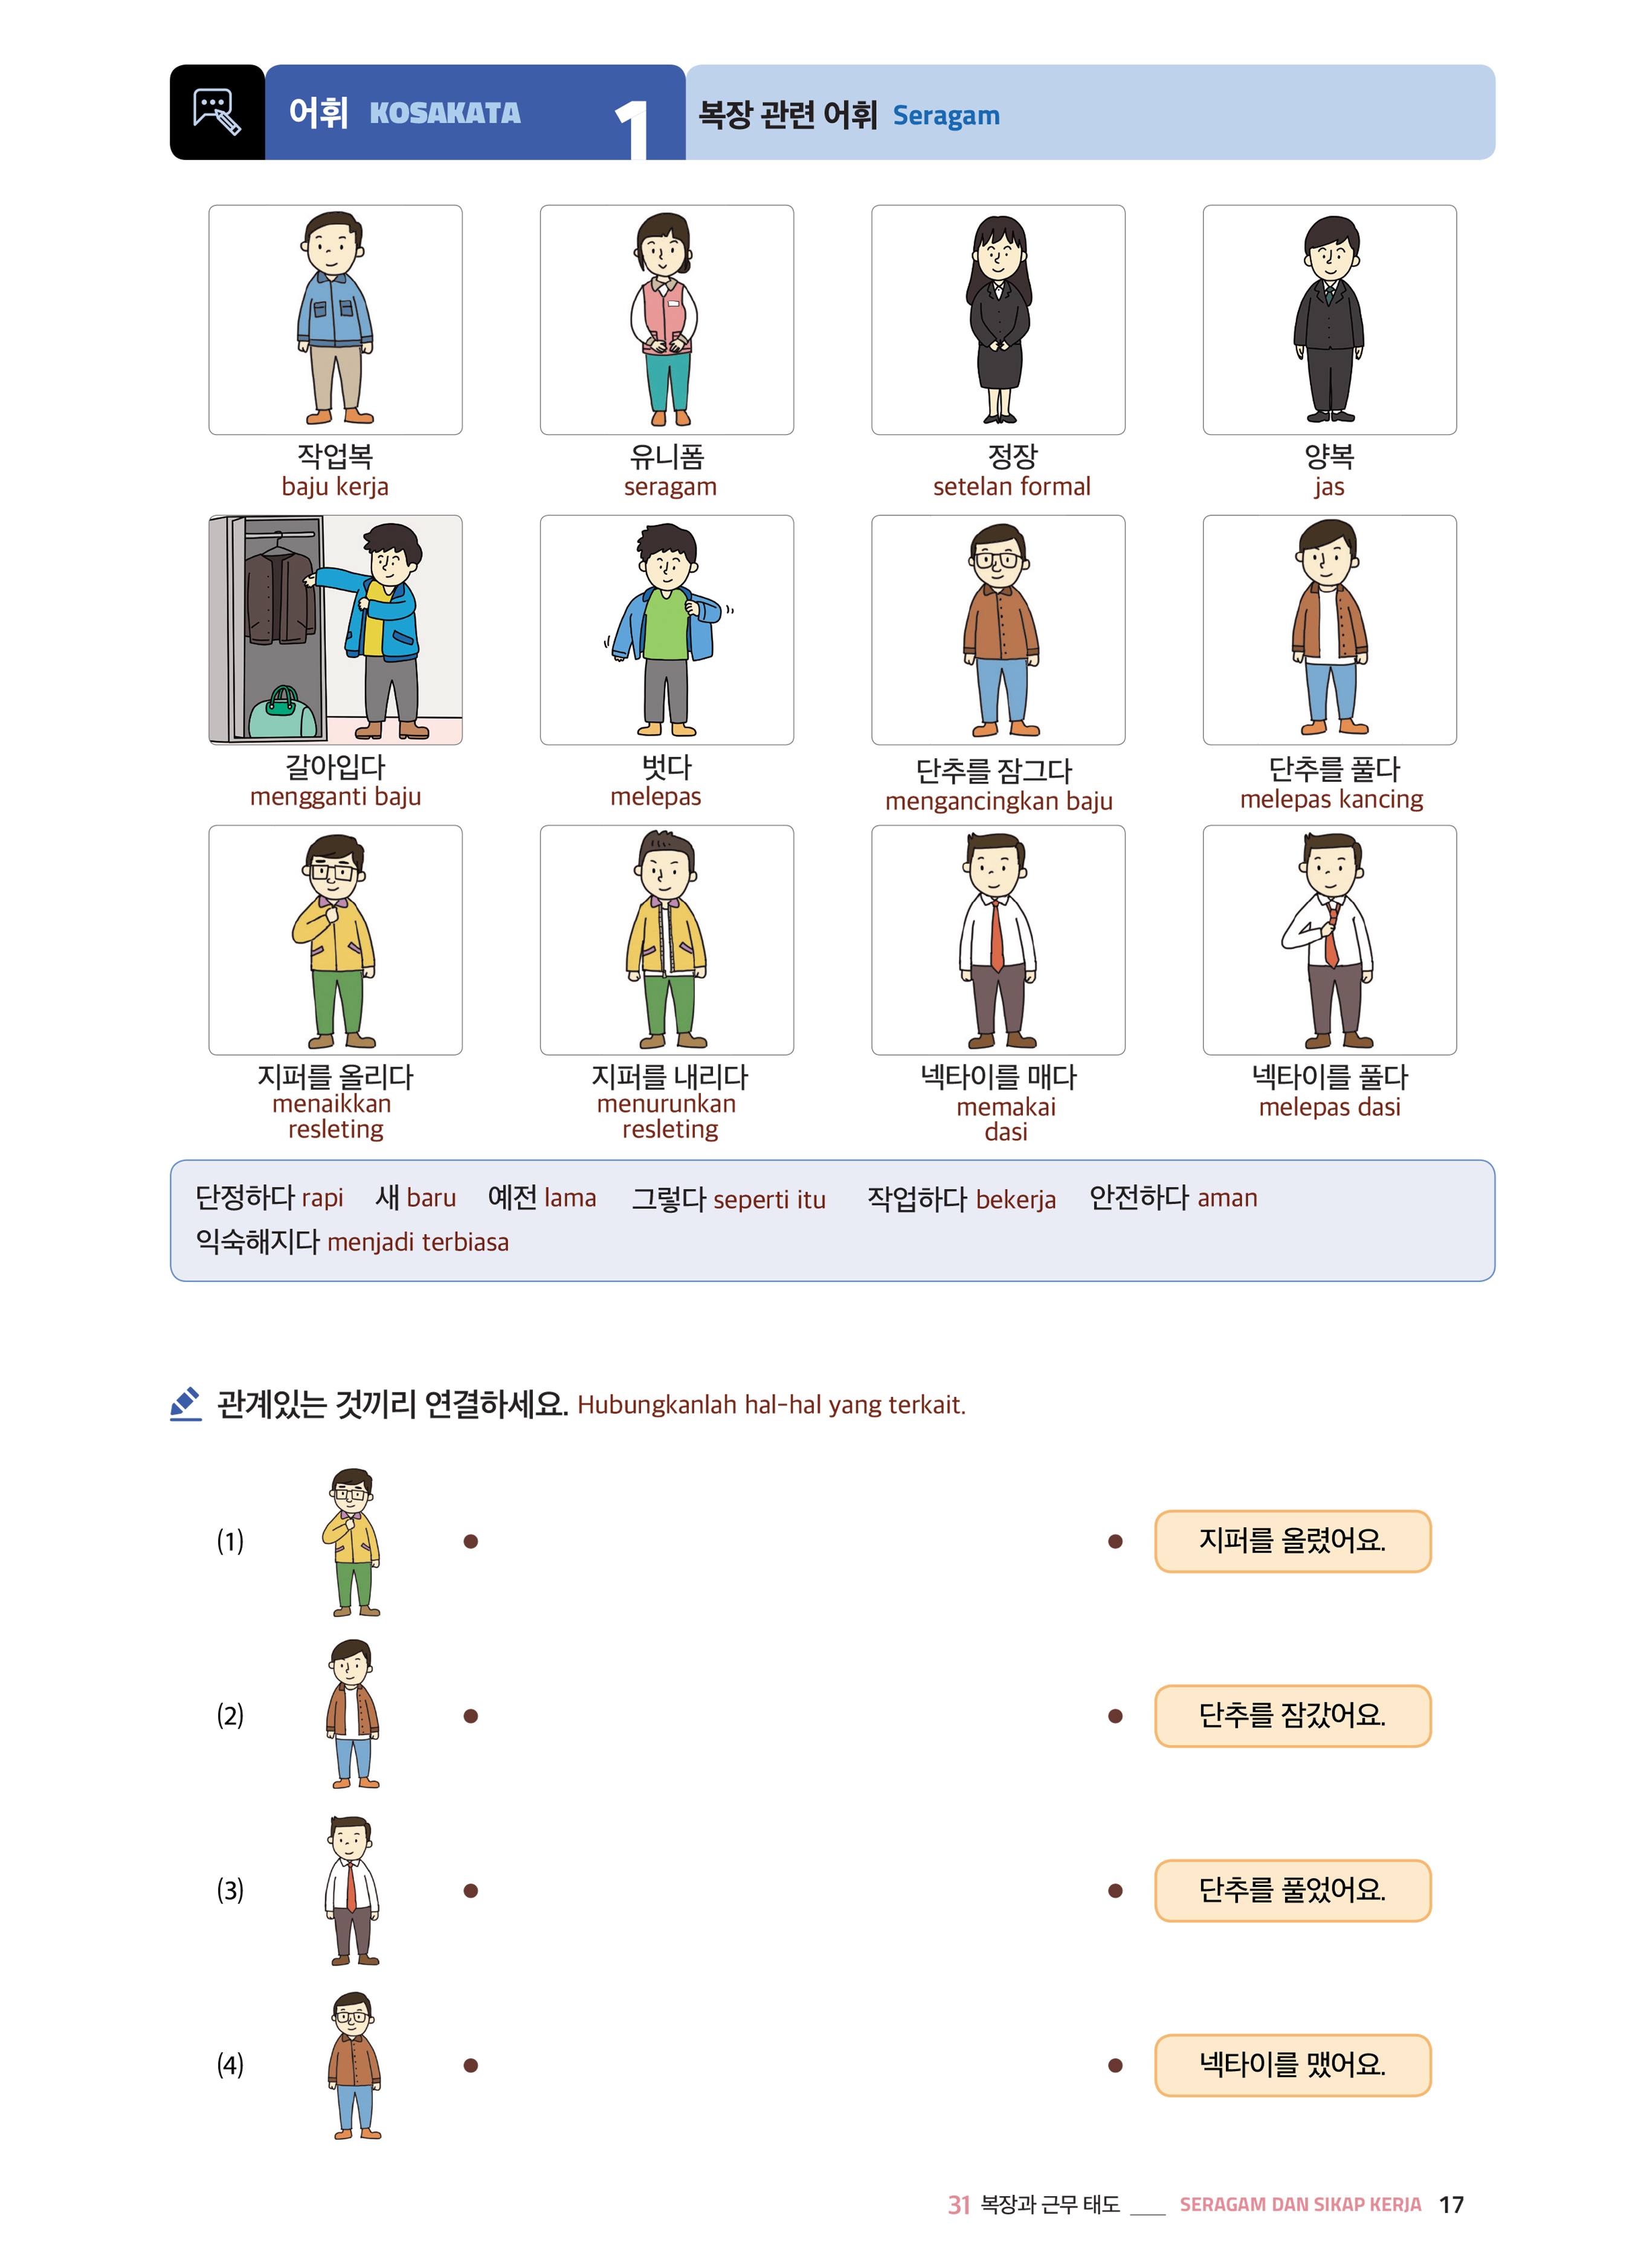 어휘 KOSAKATA 1 복장 관련 어휘 Seragam
작업복 유니폼 정장 양복
baju kerja seragam setelan formal jas
갈아입다 벗다 단추를 잠그다 단추를 풀다
mengganti baju melepas mengancingkan baju melepas kancing
지퍼를 올리다 지퍼를 내리다 넥타이를 매다 넥타이를 풀다
menaikkan menurunkan memakai melepas dasi
resleting resleting dasi
단정하다 rapi 새 baru 예전 lama 그렇다 seperti itu 작업하다 bekerja 안전하다 aman
익숙해지다 menjadi terbiasa
관계있는 것끼리 연결하세요. Hubungkanlah hal-hal yang terkait.
(1) 지퍼를 올렸어요.
(2) 단추를 잠갔어요.
(3) 단추를 풀었어요.
(4) 넥타이를 맸어요.
31 복장과 근무 태도 ___ SERAGAM DAN SIKAP KERJA 17